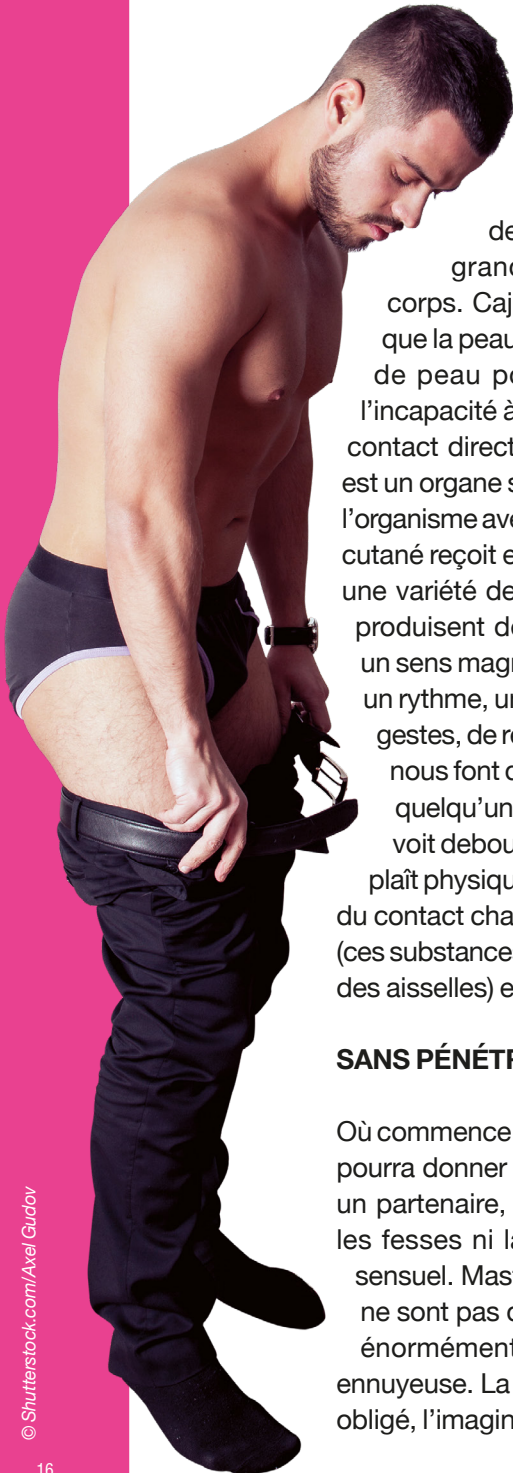 de
grand
corps. Caj
que la peau
de peau po
l’incapacité à
contact direct
est un organe s
l’organisme ave
cutané reçoit e
une variété de
produisent de
un sens magn
un rythme, un
gestes, de re
nous font d
quelqu’un
voit debou
plaît physiqu
du contact cha
(ces substance
des aisselles) e
SANS PÉNÉTR
Où commence
pourra donner
un partenaire,
les fesses ni la
sensuel. Mast
ne sont pas o
énormément
ennuyeuse. La
obligé, l’imagin
© Shutterstock.com/Axel Gudov
16